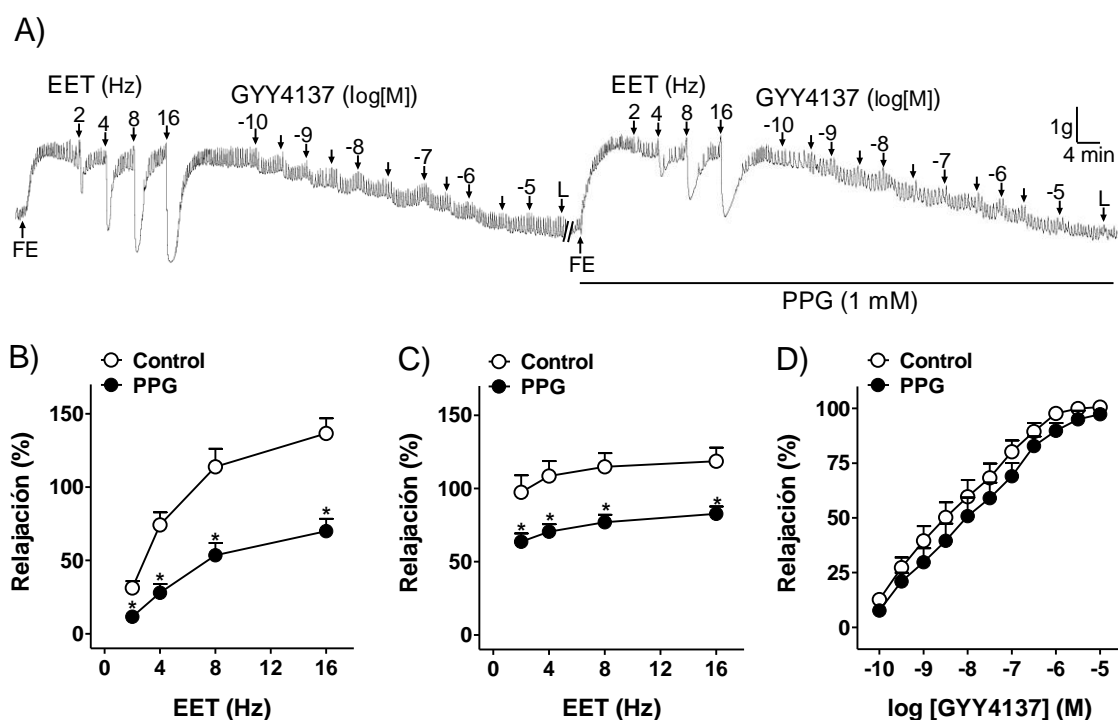 A)
EET (Hz)
2 4 8 16
GYY4137 (log[M])
-10 -9 -8 -7 -6 -5 L
FE
EET (Hz)
2 4 8 16
GYY4137 (log[M])
-10 -9 -8 -7 -6 -5 L
FE
1g
4 min
PPG (1 mM)
B)
Control
PPG
Relajación (%)
150
100
50
0
* * * *
0 4 8 12 16
EET (Hz)
C)
Control
PPG
Relajación (%)
150
100
50
0
* * * *
0 4 8 12 16
EET (Hz)
D)
Control
PPG
Relajación (%)
100
75
50
25
0
-10 -9 -8 -7 -6 -5
log [GYY4137] (M)